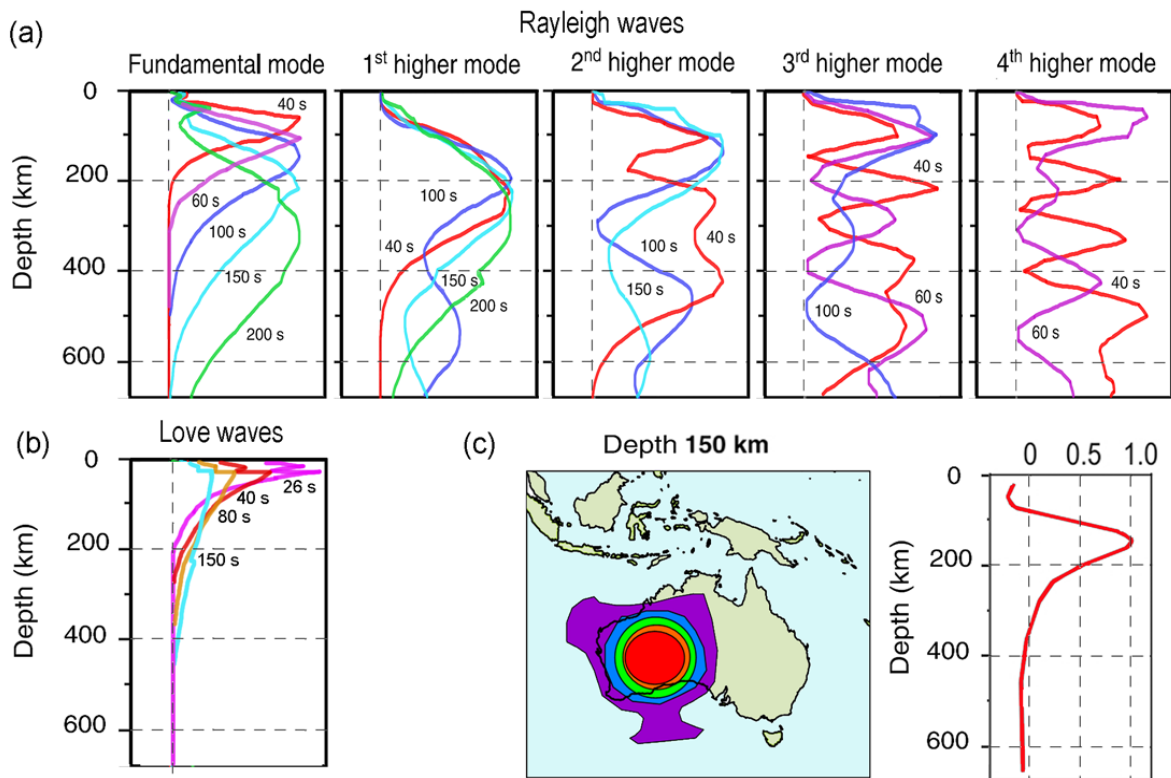 (a)
Rayleigh waves
Fundamental mode
1st higher mode
2nd higher mode
3rd higher mode
4th higher mode
Depth (km)
0
200
400
600
40 s
60 s
100 s
150 s
200 s
100 s
40 s
150 s
200 s
100 s
40 s
150 s
40 s
60 s
100 s
40 s
60 s
(b)
Love waves
Depth (km)
0
200
400
600
26 s
40 s
80 s
150 s
(c)
Depth 150 km
0 0.5 1.0
Depth (km)
0
200
400
600